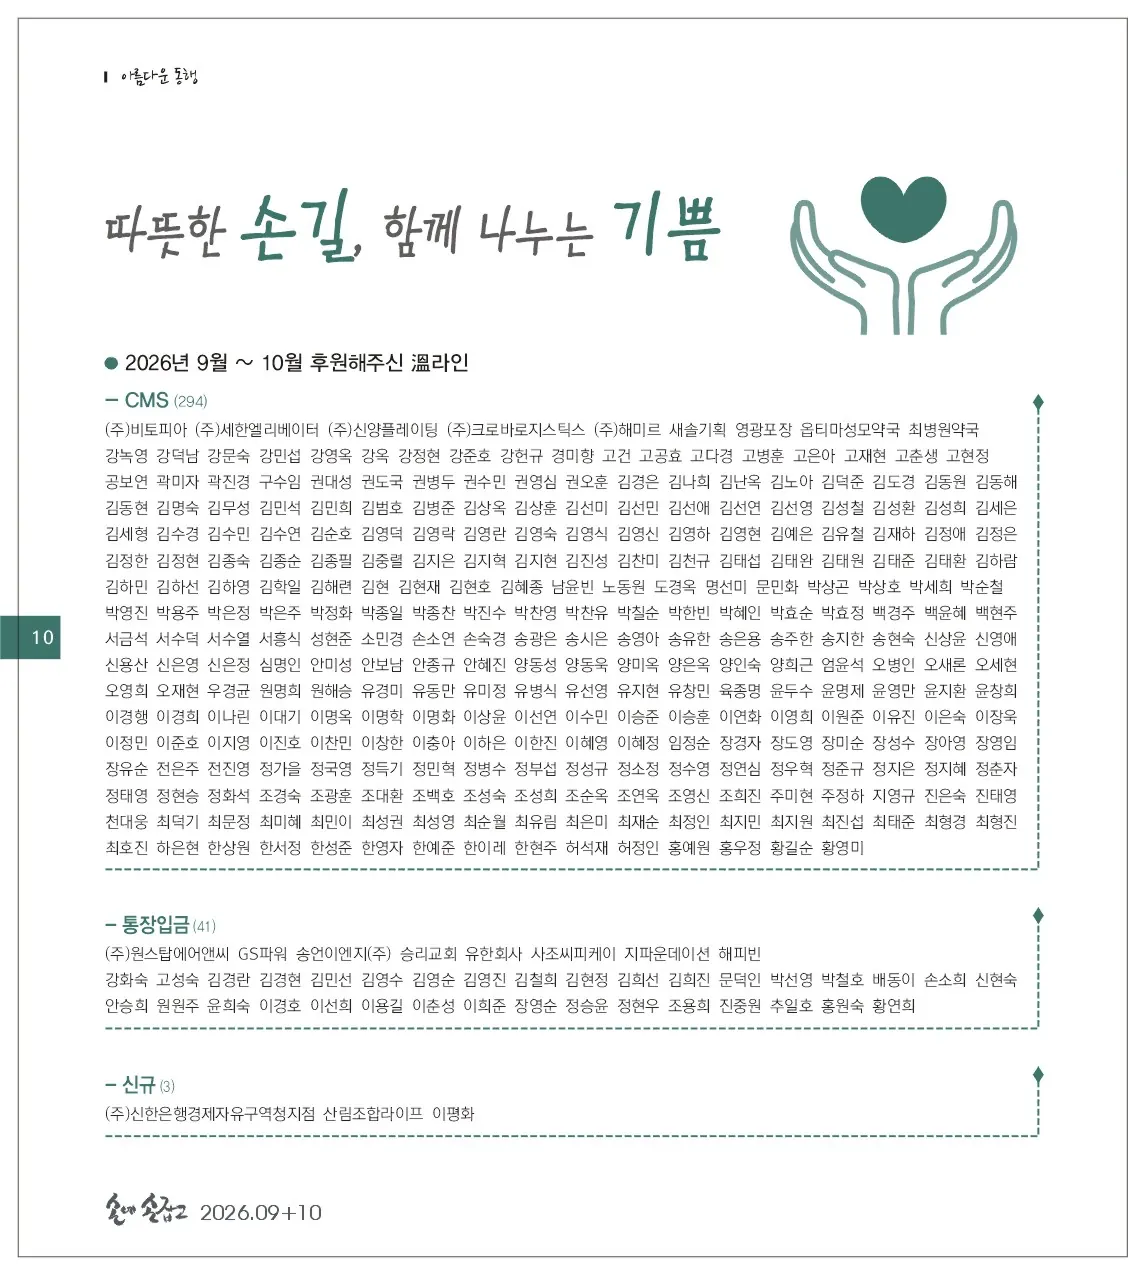 아름다운 동행
따뜻한 손길, 함께 나누는 기쁨
● 2026년 9월 ~ 10월 후원해주신 溫라인
– CMS (294)
(주)비토피아 (주)세한엘리베이터 (주)신양플레이팅 (주)크로바로지스틱스 (주)해미르 새솔기획 영광포장 옵티마성모약국 최병원약국
강녹영 강덕남 강문숙 강민섭 강영옥 강옥 강정현 강준호 강헌규 경미향 고건 고공효 고다경 고병훈 고은아 고재현 고춘생 고현정
공보연 곽미자 곽진경 구수임 권대성 권도국 권병두 권수민 권영심 권오훈 김경은 김나희 김난옥 김노아 김덕준 김도경 김동원 김동해
김동현 김명숙 김무성 김민석 김민희 김범호 김병준 김상옥 김상훈 김선미 김선민 김선애 김선연 김선영 김성철 김성환 김성희 김세은
김세형 김수경 김수민 김수연 김순호 김영덕 김영락 김영란 김영숙 김영식 김영신 김영하 김영현 김예은 김유철 김재하 김정애 김정은
김정한 김정현 김종숙 김종순 김종필 김중렬 김지은 김지혁 김지현 김진성 김찬미 김천규 김태섭 김태완 김태원 김태준 김태환 김하람
김하민 김하선 김하영 김학일 김해련 김현 김현재 김현호 김혜종 남윤빈 노동원 도경옥 명선미 문민화 박상곤 박상호 박세희 박순철
박영진 박용주 박은정 박은주 박정화 박종일 박종찬 박진수 박찬영 박찬유 박칠순 박한빈 박혜인 박효순 박효정 백경주 백윤혜 백현주
10
서금석 서수덕 서수열 서흥식 성현준 소민경 손소연 손숙경 송광은 송시은 송영아 송유한 송은용 송주한 송지한 송현숙 신상윤 신영애
신용산 신은영 신은정 심명인 안미성 안보남 안종규 안혜진 양동성 양동욱 양미옥 양은옥 양인숙 양희근 엄윤석 오병인 오새론 오세현
오영희 오재현 우경균 원명희 원해승 유경미 유동만 유미정 유병식 유선영 유지현 유창민 육종명 윤두수 윤명제 윤영만 윤지환 윤창희
이경행 이경희 이나린 이대기 이명옥 이명학 이명화 이상윤 이선연 이수민 이승준 이승훈 이연화 이영희 이원준 이유진 이은숙 이장욱
이정민 이준호 이지영 이진호 이찬민 이창한 이충아 이하은 이한진 이혜영 이혜정 임정순 장경자 장도영 장미순 장성수 장아영 장영임
장유순 전은주 전진영 정가을 정국영 정득기 정민혁 정병수 정부섭 정성규 정소정 정수영 정연심 정우혁 정준규 정지은 정지혜 정춘자
정태영 정현승 정화석 조경숙 조광훈 조대환 조백호 조성숙 조성희 조순옥 조연옥 조영신 조희진 주미현 주정하 지영규 진은숙 진태영
천대웅 최덕기 최문정 최미혜 최민이 최성권 최성영 최순월 최유림 최은미 최재순 최정인 최지민 최지원 최진섭 최태준 최형경 최형진
최호진 하은현 한상원 한서정 한성준 한영자 한예준 한이레 한현주 허석재 허정인 홍예원 홍우정 황길순 황영미
– 통장입금 (41)
(주)원스탑에어앤씨 GS파워 송언이엔지(주) 승리교회 유한회사 사조씨피케이 지파운데이션 해피빈
강화숙 고성숙 김경란 김경현 김민선 김영수 김영순 김영진 김철희 김현정 김희선 김희진 문덕인 박선영 박철호 배동이 손소희 신현숙
안승희 원원주 윤희숙 이경호 이선희 이용길 이춘성 이희준 장영순 정승윤 정현우 조용희 진중원 추일호 홍원숙 황연희
– 신규 (3)
(주)신한은행경제자유구역청지점 산림조합라이프 이평화
손에 손잡고 2026.09+10